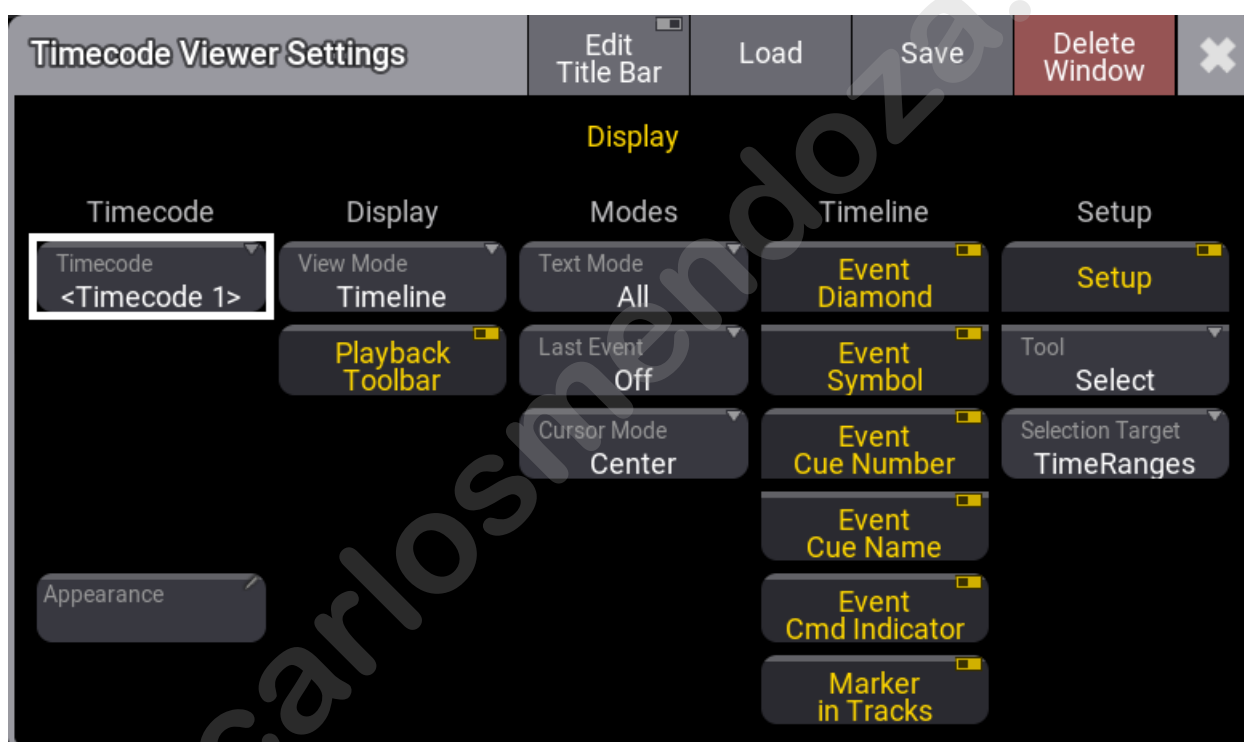 Timecode Viewer Settings
Edit
Title Bar
Load
Save
Delete
Window
Display
Timecode
Display
Modes
Timeline
Setup
Timecode
<Timecode 1>
View Mode
Timeline
Text Mode
All
Event
Diamond
Setup
Playback
Toolbar
Last Event
Off
Event
Symbol
Tool
Select
Cursor Mode
Center
Event
Cue Number
Selection Target
TimeRanges
Event
Cue Name
Appearance
Event
Cmd Indicator
Marker
in Tracks
carlosmendoza.